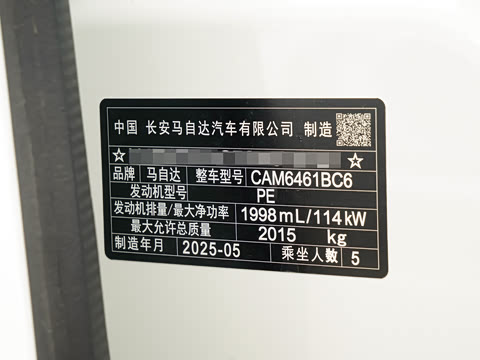 中国 长安马自达汽车有限公司 制造
☆ ☆
品牌 马自达 整车型号 CAM6461BC6
发动机型号 PE
发动机排量/最大净功率 1998mL/114kW
最大允许总质量 2015 kg
制造年月 2025-05 乘坐人数 5